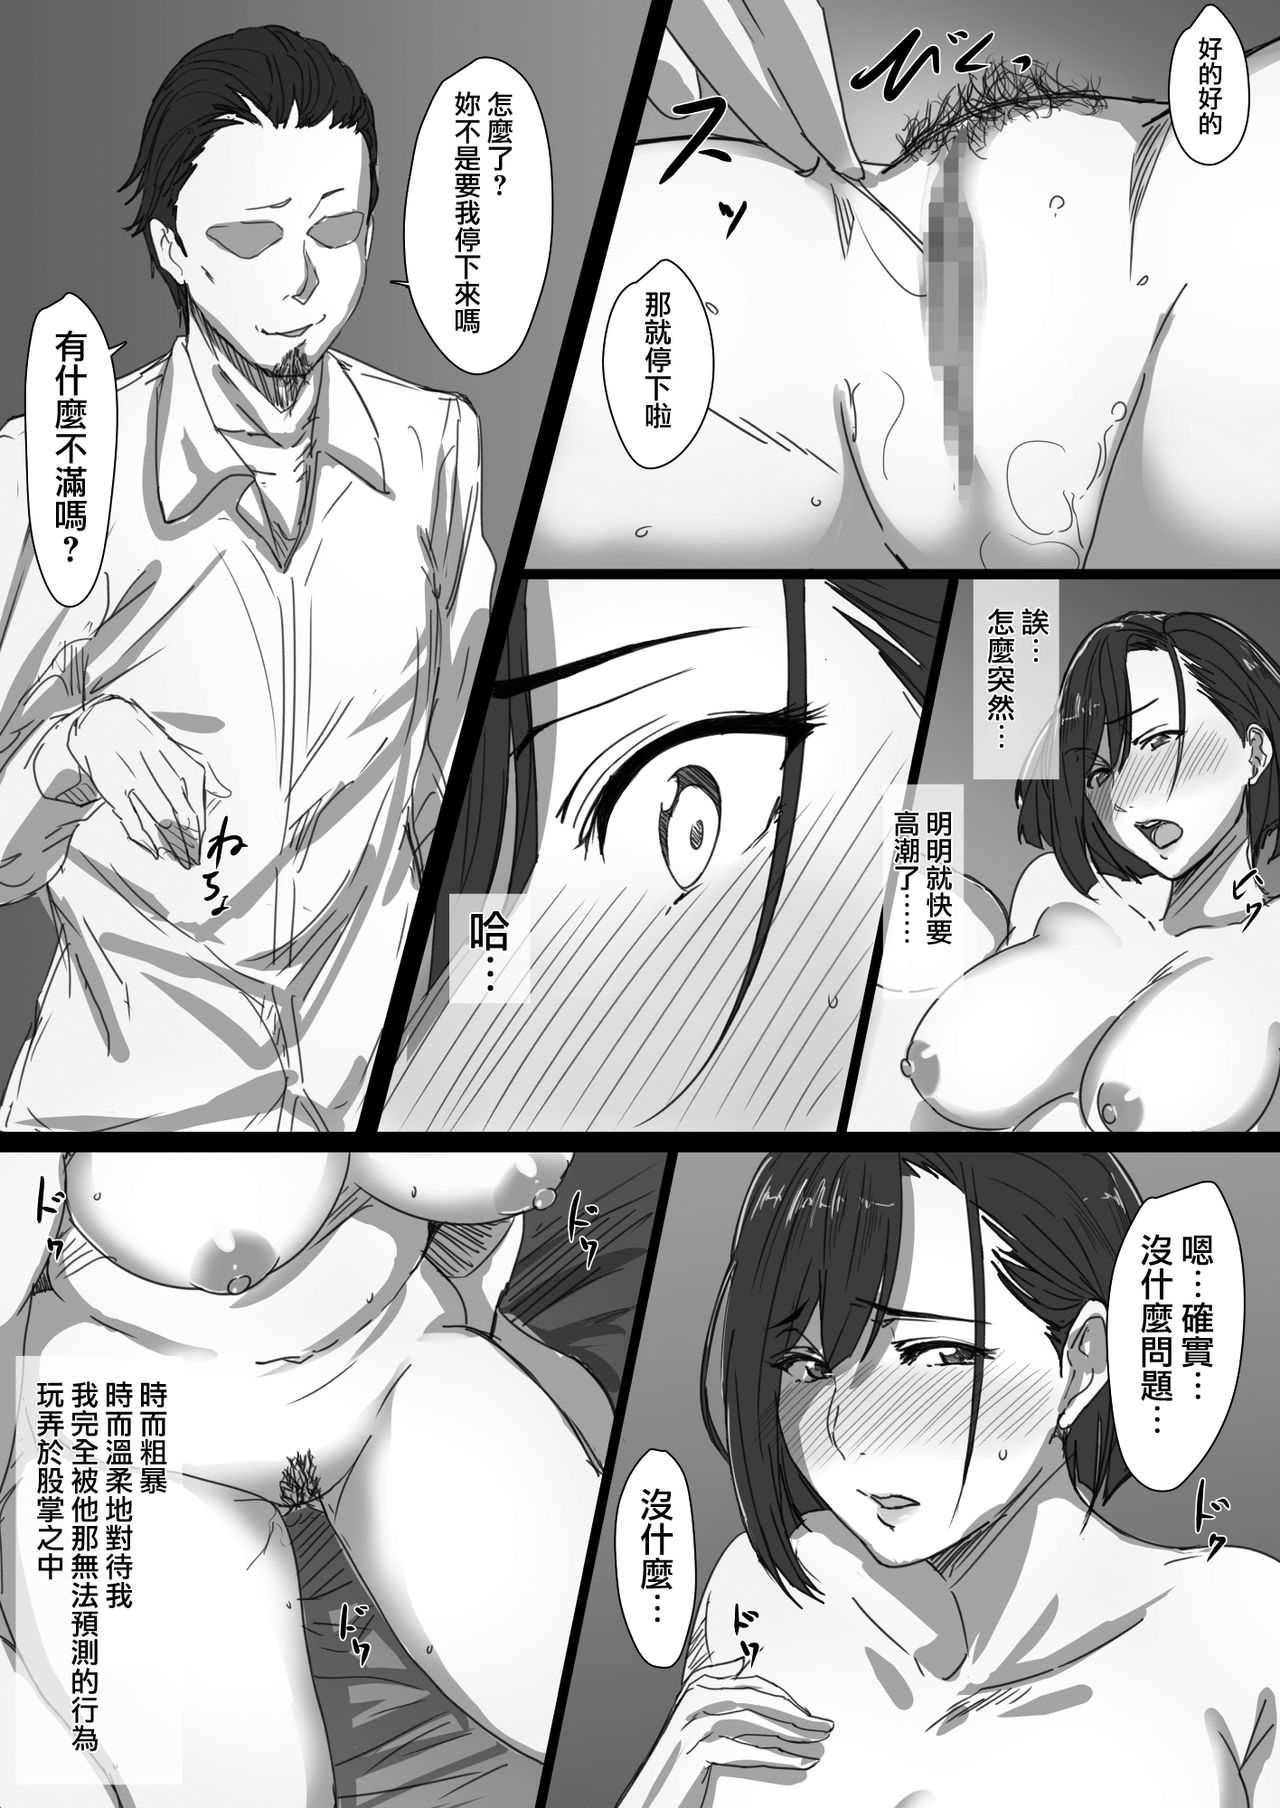 好的好的
びくっ
スッ
那就停下啦
怎麼了?
妳不是要我停下來嗎
有什麼不滿嗎?
ねちょ
誒…
怎麼突然…
明明就快要
高潮了……
ビク
哈…
嗯…確實…
沒什麼問題…
沒什麼…
ドク
ドク
ドク
ドク
時而粗暴
時而溫柔地對待我
我完全被他那無法預測的行為
玩弄於股掌之中